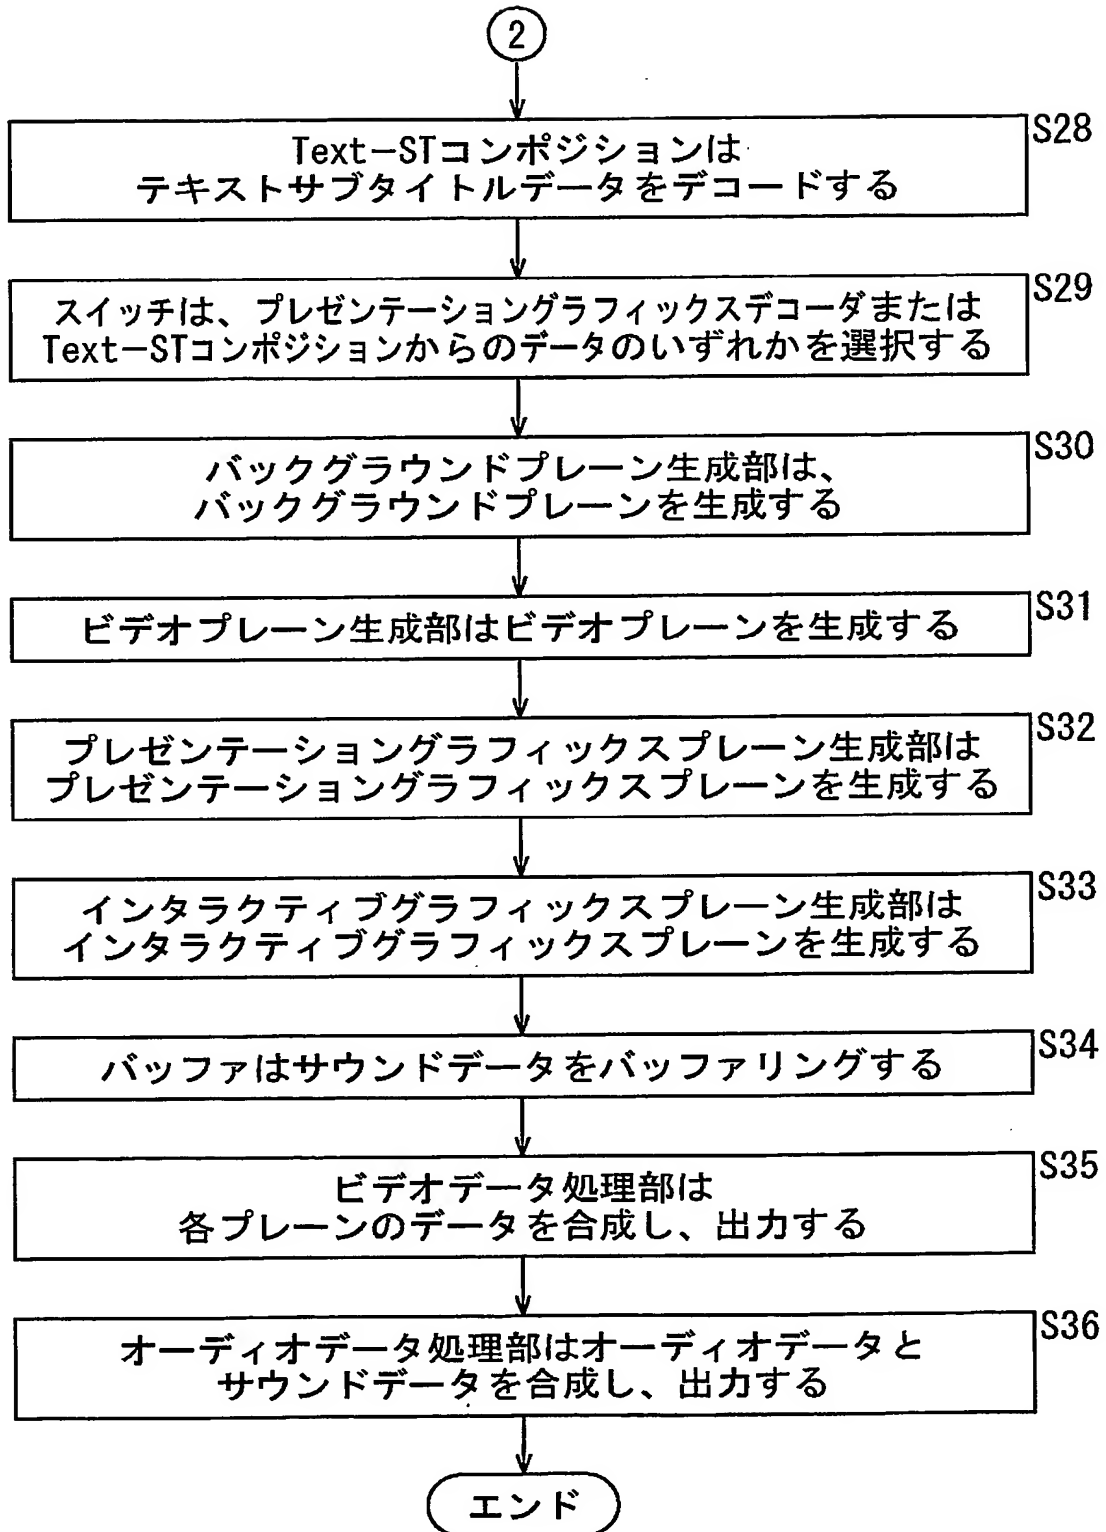 2
S28
Text-STコンポジションは
テキストサブタイトルデータをデコードする
S29
スイッチは、プレゼンテーショングラフィックスデコーダまたは
Text-STコンポジションからのデータのいずれかを選択する
S30
バックグラウンドプレーン生成部は、
バックグラウンドプレーンを生成する
S31
ビデオプレーン生成部はビデオプレーンを生成する
S32
プレゼンテーショングラフィックスプレーン生成部は
プレゼンテーショングラフィックスプレーンを生成する
S33
インタラクティブグラフィックスプレーン生成部は
インタラクティブグラフィックスプレーンを生成する
S34
バッファはサウンドデータをバッファリングする
S35
ビデオデータ処理部は
各プレーンのデータを合成し、出力する
S36
オーディオデータ処理部はオーディオデータと
サウンドデータを合成し、出力する
エンド